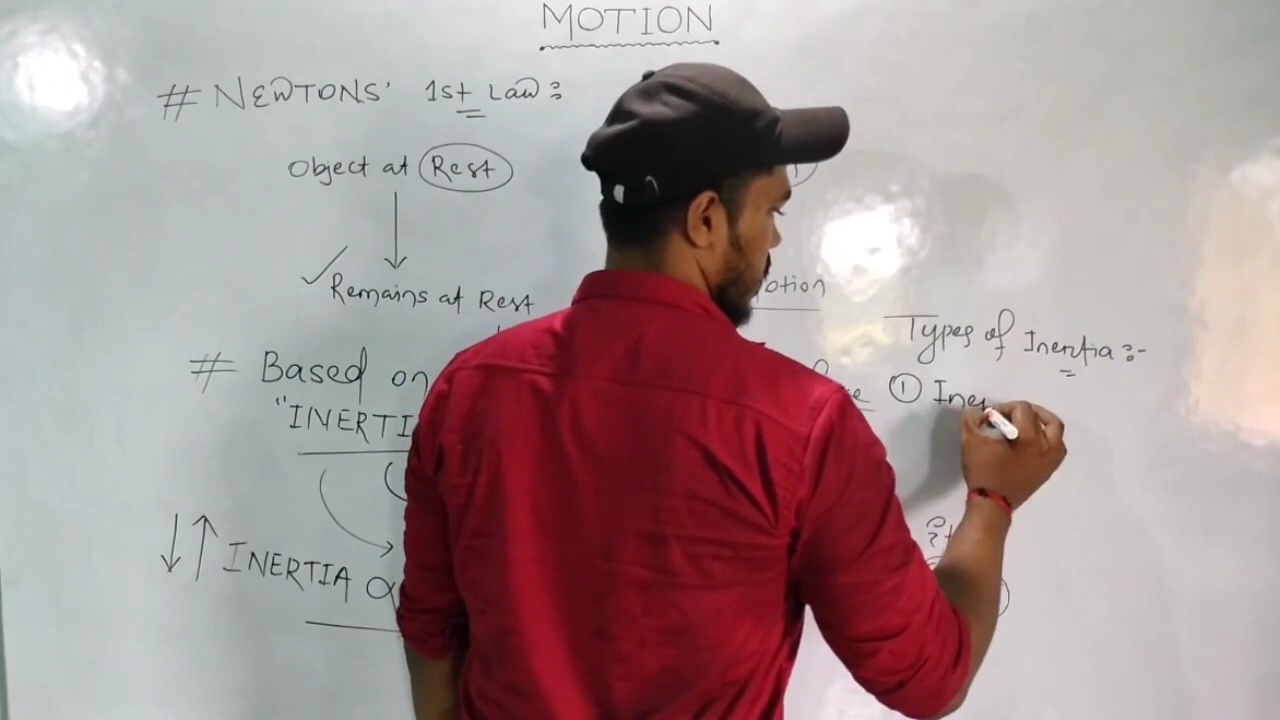 MOTION
# NEWTONS' 1st Law :
Object at Rest
Remains at Rest
# Based on
"INERTI
↓↑ INERTIA α
otion
Types of Inertia :-
① Iner